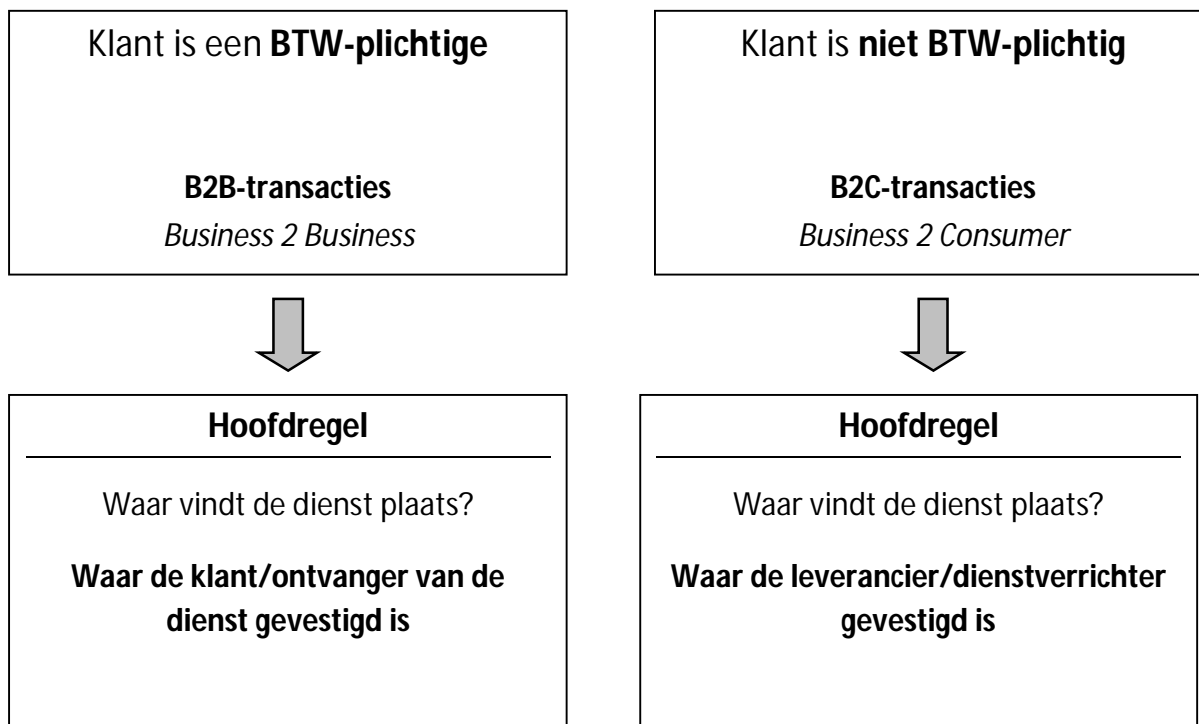 Klant is een BTW-plichtige
B2B-transacties
Business 2 Business
Klant is niet BTW-plichtig
B2C-transacties
Business 2 Consumer
Hoofdregel
Waar vindt de dienst plaats?
Waar de klant/ontvanger van de
dienst gevestigd is
Hoofdregel
Waar vindt de dienst plaats?
Waar de leverancier/dienstverrichter
gevestigd is